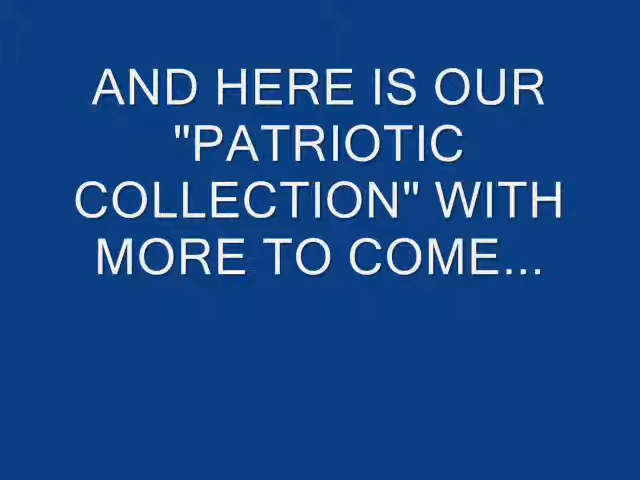 AND HERE IS OUR
"PATRIOTIC
COLLECTION" WITH
MORE TO COME...